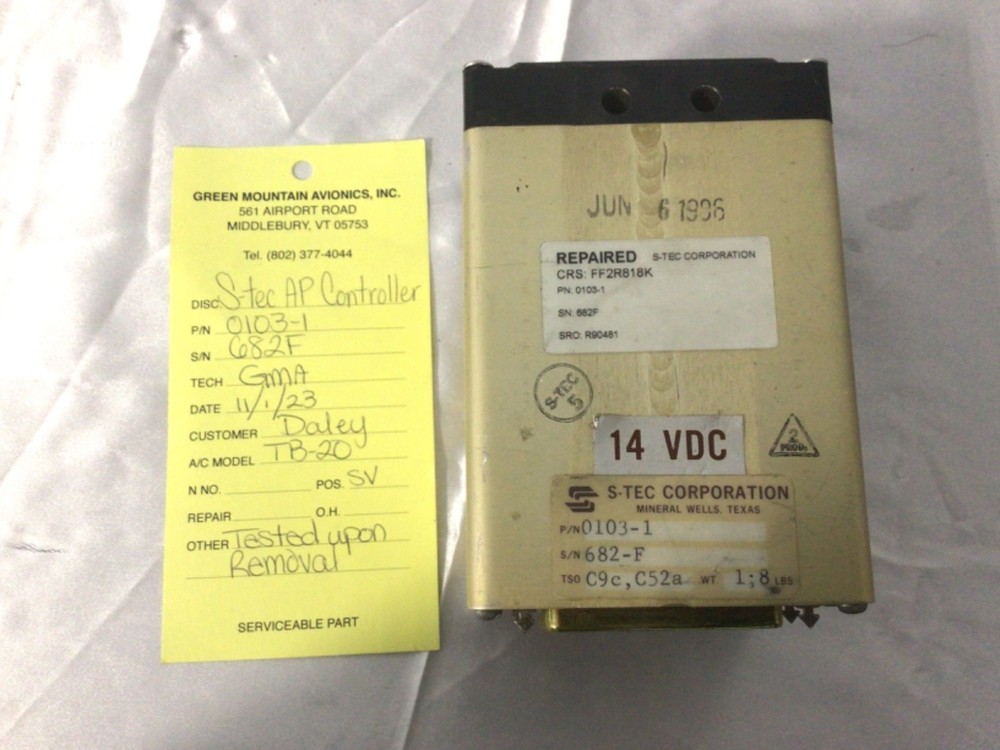 GREEN MOUNTAIN AVIONICS, INC.
561 AIRPORT ROAD
MIDDLEBURY, VT 05753
Tel. (802) 377-4044
DISC S-tec AP Controller
P/N 0103-1
S/N 682F
TECH GMA
DATE 11/1/23
CUSTOMER Daley
A/C MODEL TB-20
N NO. POS. SV
REPAIR O.H.
OTHER Tested upon
Removal
SERVICEABLE PART
JUN 6 1996
REPAIRED S-TEC CORPORATION
CRS: FF2R818K
PN: 0103-1
SN: 682F
SRO: R90481
S-TEC
5
14 VDC
2
S-TEC CORPORATION
MINERAL WELLS, TEXAS
P/N 0103-1
S/N 682-F
TSO C9c, C52a WT 1;8 LBS